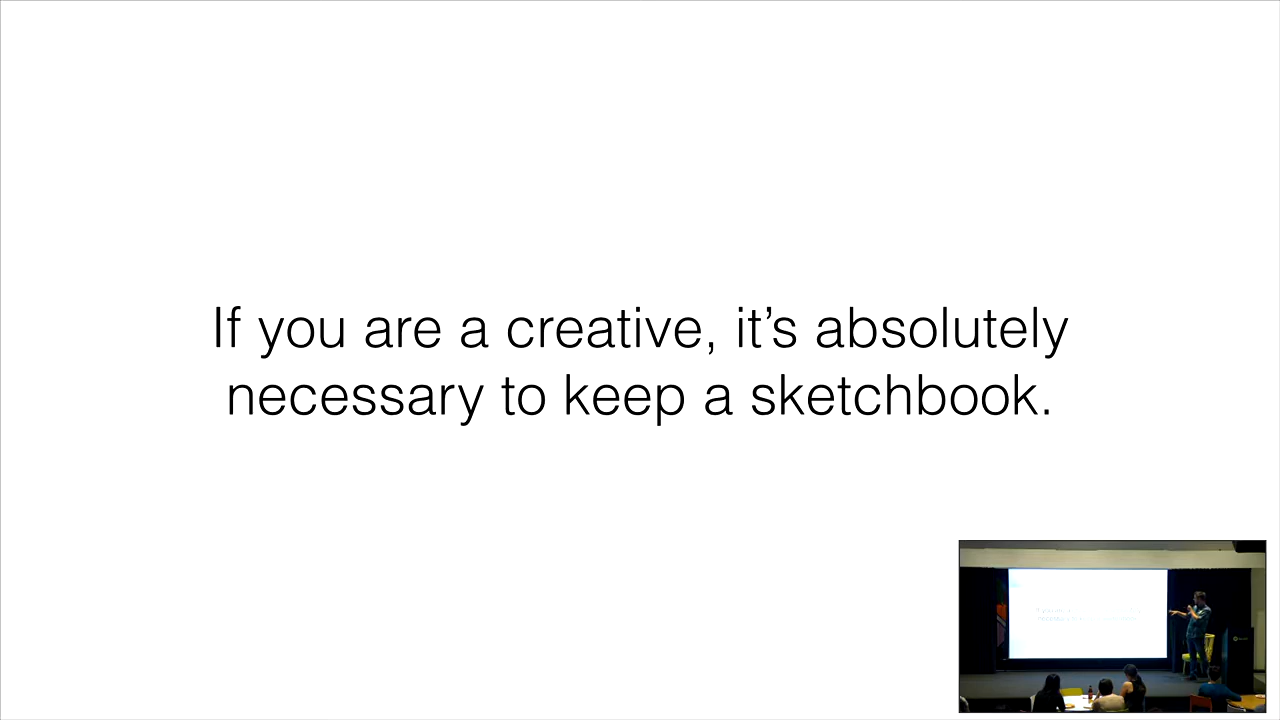 If you are a creative, it’s absolutely
necessary to keep a sketchbook.